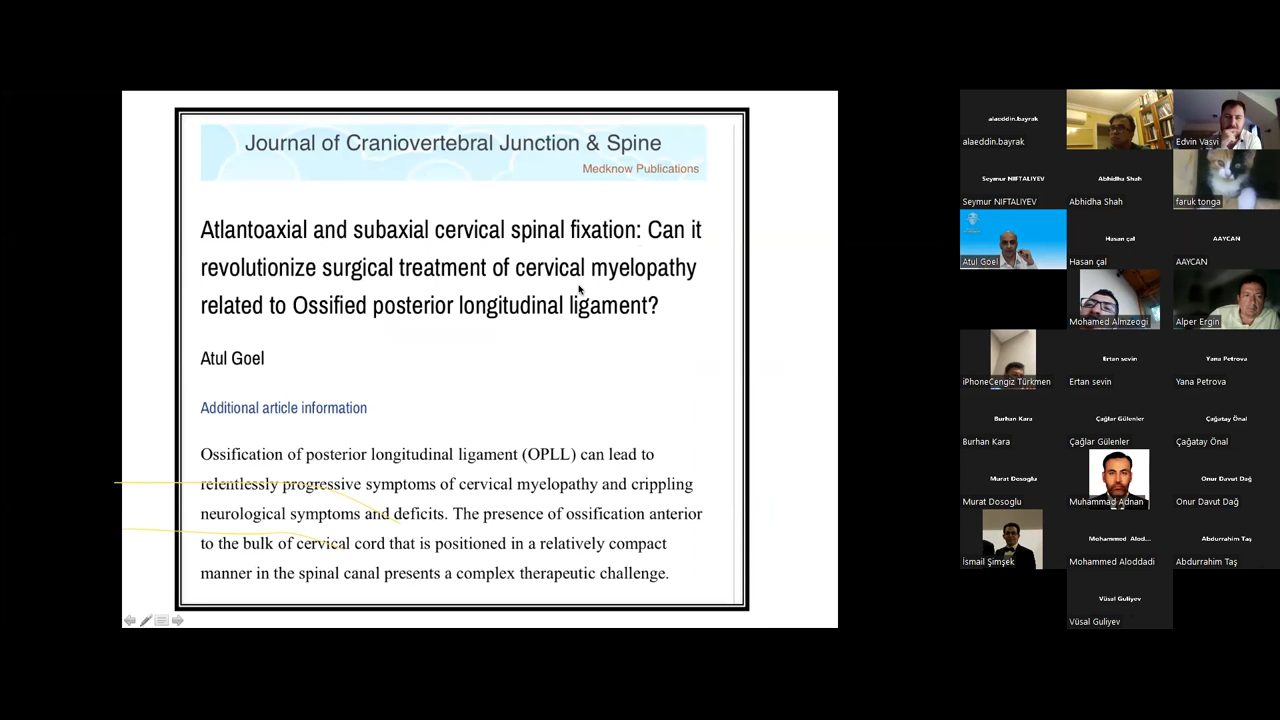 Journal of Craniovertebral Junction & Spine
Medknow Publications
Atlantoaxial and subaxial cervical spinal fixation: Can it
revolutionize surgical treatment of cervical myelopathy
related to Ossified posterior longitudinal ligament?
Atul Goel
Additional article information
Ossification of posterior longitudinal ligament (OPLL) can lead to
relentlessly progressive symptoms of cervical myelopathy and crippling
neurological symptoms and deficits. The presence of ossification anterior
to the bulk of cervical cord that is positioned in a relatively compact
manner in the spinal canal presents a complex therapeutic challenge.
alaeddin.bayrak
alaeddin.bayrak
Edvin Vasvi
Seymur NIFTALIYEV
Abhidha Shah
Seymur NIFTALIYEV
Abhidha Shah
faruk tonga
Hasan çal
AAYCAN
Atul Goel
Hasan çal
AAYCAN
Mohamed Almzeogi
Alper Ergin
Ertan sevin
Yana Petrova
iPhoneCengiz Türkmen
Ertan sevin
Yana Petrova
Burhan Kara
Çağlar Gülenler
Çağatay Önal
Burhan Kara
Çağlar Gülenler
Çağatay Önal
Murat Dosoglu
Onur Davut Dağ
Murat Dosoglu
Muhammad Adnan
Onur Davut Dağ
Mohammed Alod...
Abdurrahim Taş
İsmail Şimşek
Mohammed Aloddadi
Abdurrahim Taş
Vüsal Guliyev
Vüsal Guliyev